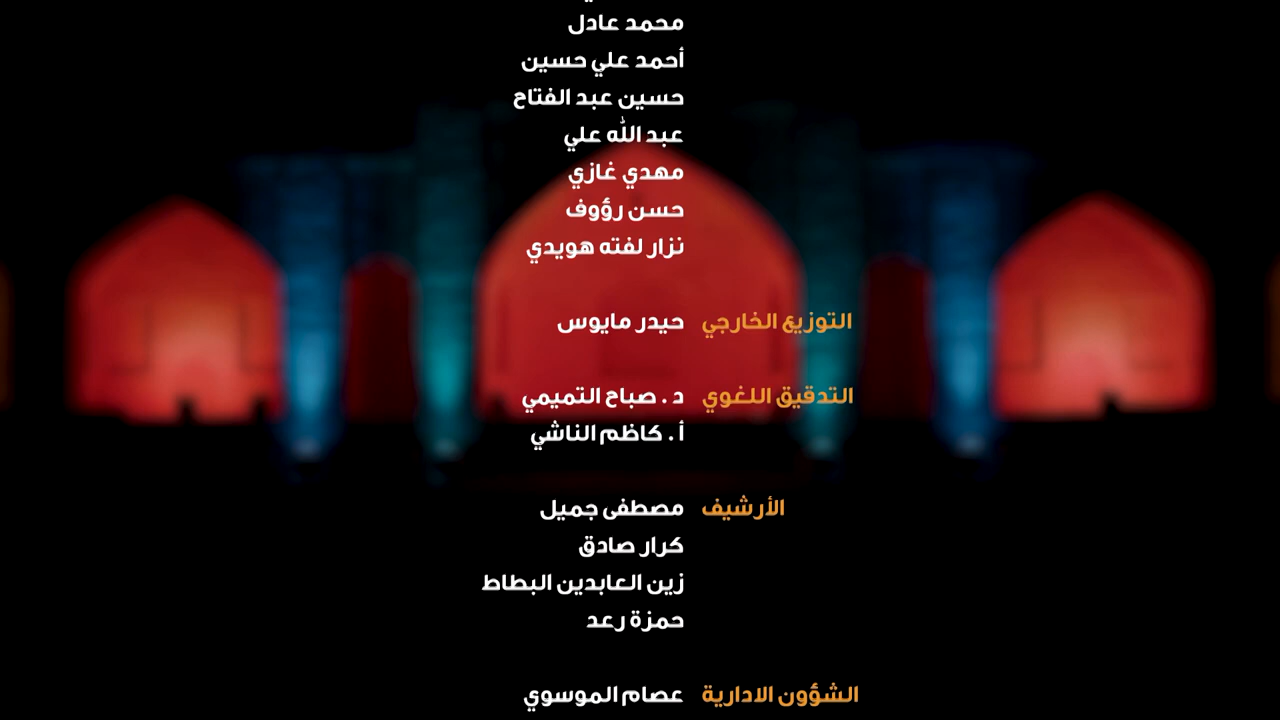 محمد عادل
أحمد علي حسين
حسين عبد الفتاح
عبد الله علي
مهدي غازي
حسن رؤوف
نزار لفته هويدي
التوزيع الخارجي حيدر مايوس
التدقيق اللغوي د . صباح التميمي
أ . كاظم الناشي
الأرشيف مصطفى جميل
كرار صادق
زين العابدين البطاط
حمزة رعد
الشؤون الادارية عصام الموسوي